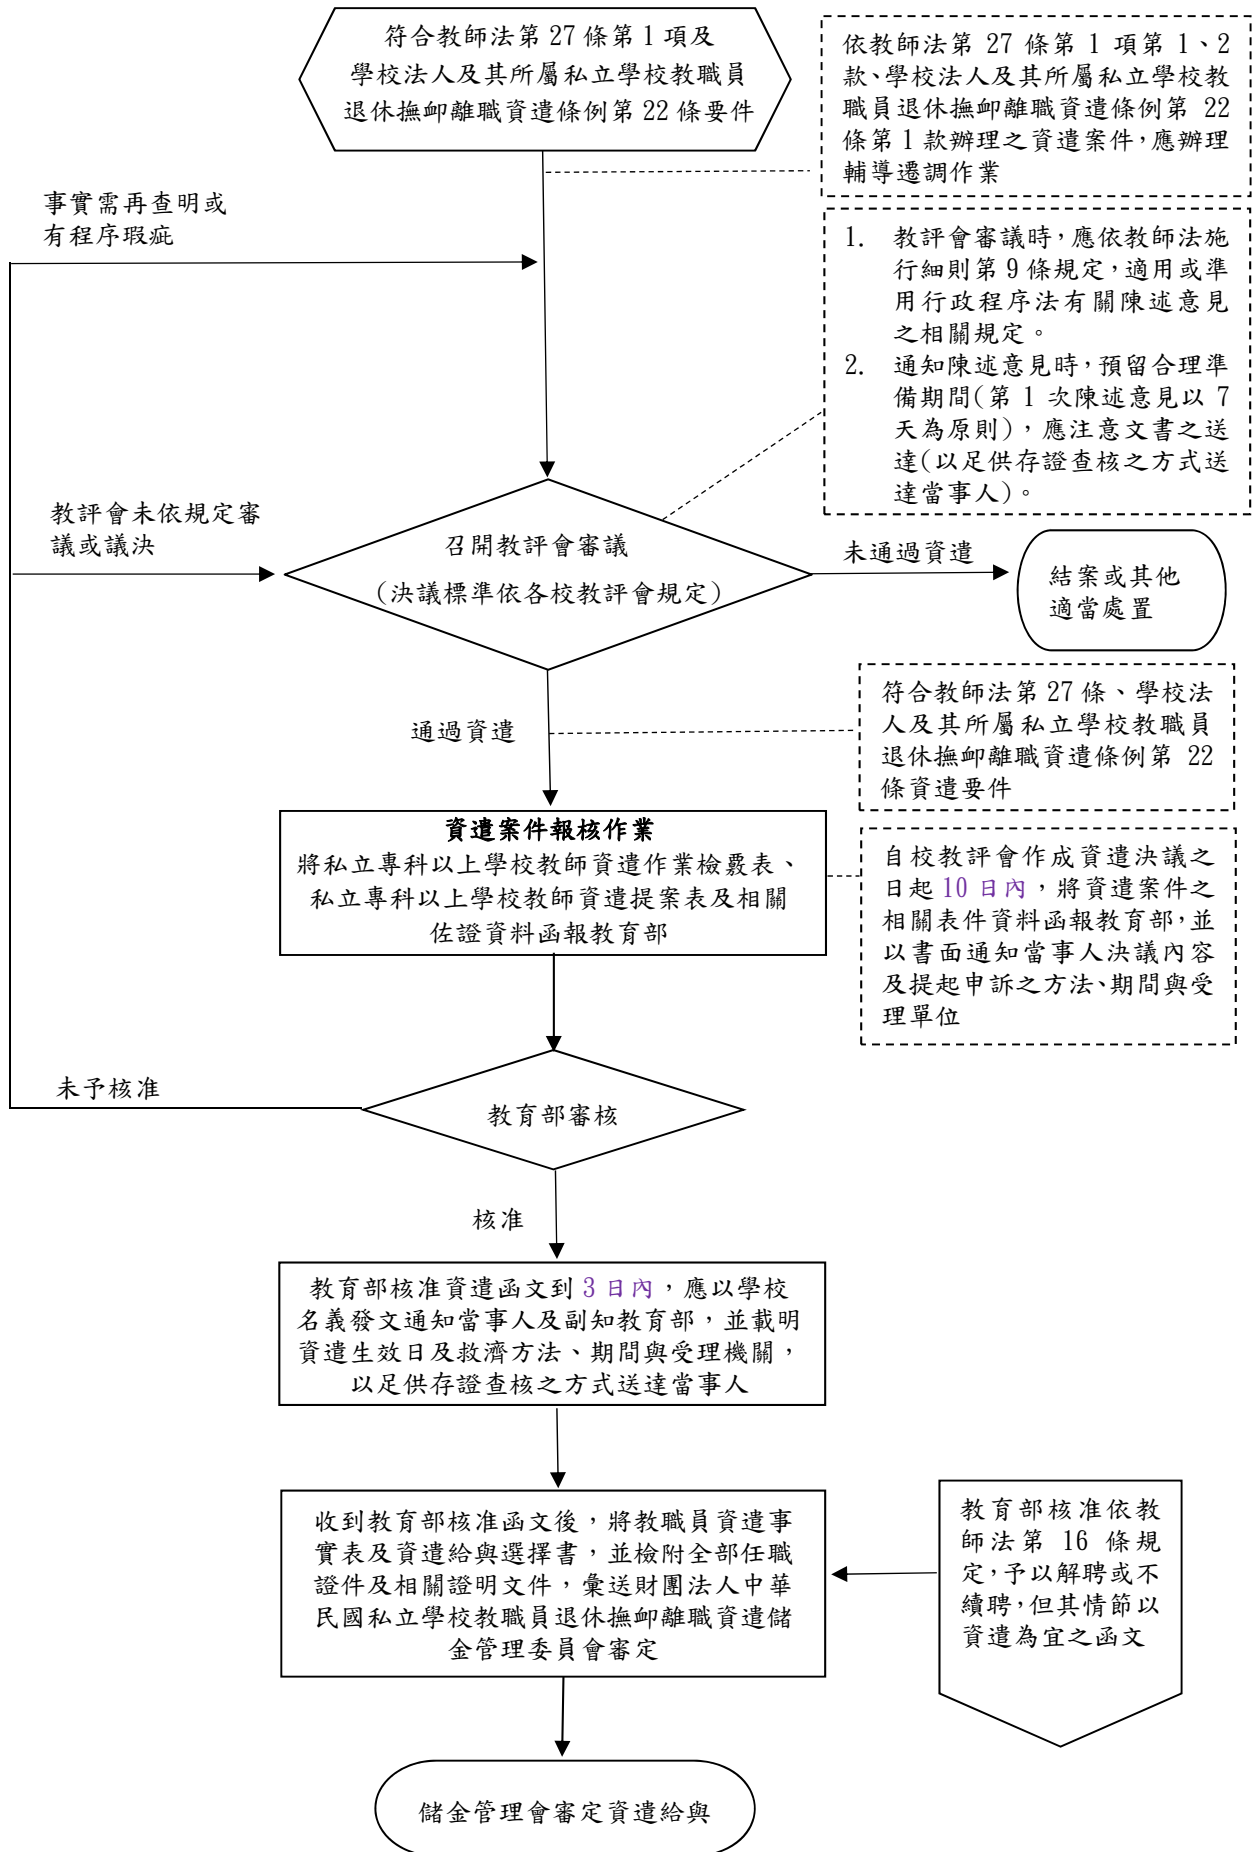 符合教師法第 27 條第 1 項及
學校法人及其所屬私立學校教職員
退休撫卹離職資遣條例第 22 條要件
依教師法第 27 條第 1 項第 1、2
款、學校法人及其所屬私立學校教
職員退休撫卹離職資遣條例第 22
條第 1 款辦理之資遣案件，應辦理
輔導遷調作業
事實需再查明或
有程序瑕疵
1. 教評會審議時，應依教師法施
行細則第 9 條規定，適用或準
用行政程序法有關陳述意見
之相關規定。
2. 通知陳述意見時，預留合理準
備期間(第 1 次陳述意見以 7
天為原則)，應注意文書之送
達(以足供存證查核之方式送
達當事人)。
教評會未依規定審
議或議決
召開教評會審議
(決議標準依各校教評會規定)
未通過資遣
結案或其他
適當處置
通過資遣
符合教師法第 27 條、學校法
人及其所屬私立學校教職員
退休撫卹離職資遣條例第 22
條資遣要件
資遣案件報核作業
將私立專科以上學校教師資遣作業檢覈表、
私立專科以上學校教師資遣提案表及相關
佐證資料函報教育部
自校教評會作成資遣決議之
日起 10 日內，將資遣案件之
相關表件資料函報教育部，並
以書面通知當事人決議內容
及提起申訴之方法、期間與受
理單位
未予核准
教育部審核
核准
教育部核准資遣函文到 3 日內，應以學校
名義發文通知當事人及副知教育部，並載明
資遣生效日及救濟方法、期間與受理機關，
以足供存證查核之方式送達當事人
收到教育部核准函文後，將教職員資遣事
實表及資遣給與選擇書，並檢附全部任職
證件及相關證明文件，彙送財團法人中華
民國私立學校教職員退休撫卹離職資遣儲
金管理委員會審定
教育部核准依教
師法第 16 條規
定，予以解聘或不
續聘，但其情節以
資遣為宜之函文
儲金管理會審定資遣給與